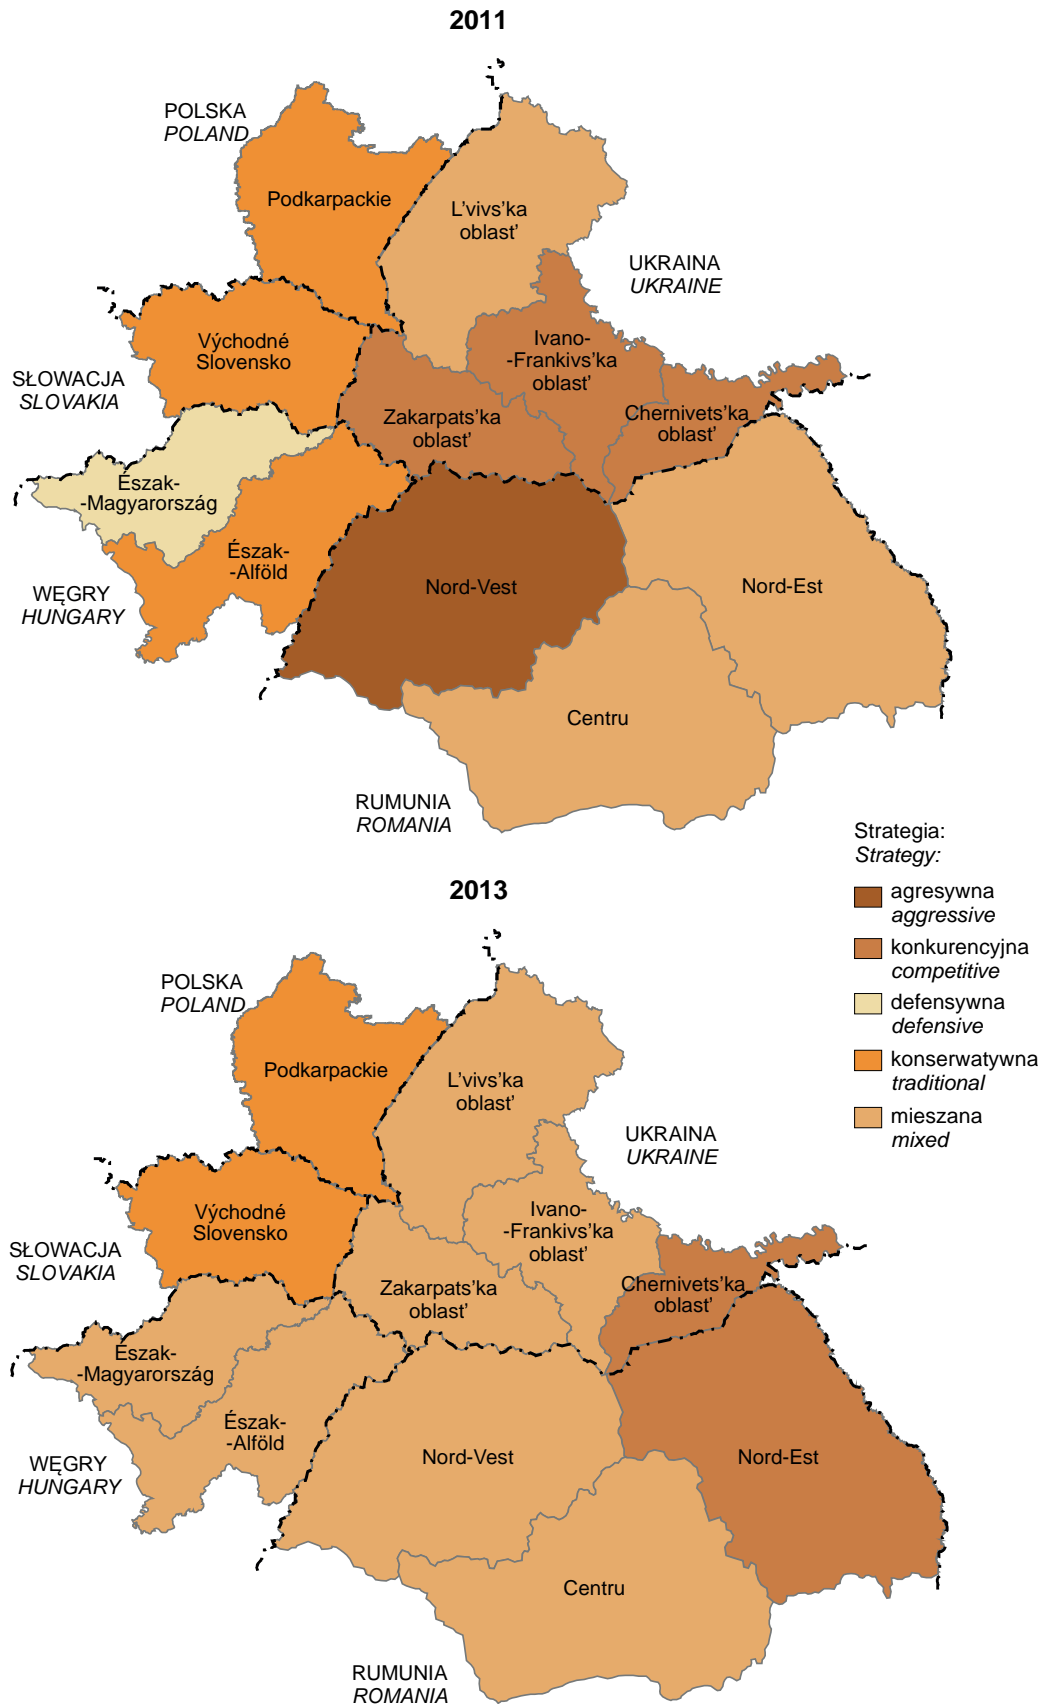 2011
POLSKA
POLAND
Podkarpackie
L'vivs'ka
oblast'
UKRAINA
UKRAINE
Východné
Slovensko
Ivano-
-Frankivs'ka
oblast'
SŁOWACJA
SLOVAKIA
Zakarpats'ka
oblast'
Chernivets'ka
oblast'
Észak-
-Magyarország
Észak-
-Alföld
WĘGRY
HUNGARY
Nord-Vest
Nord-Est
Centru
RUMUNIA
ROMANIA
Strategia:
Strategy:
agresywna
aggressive
konkurencyjna
competitive
defensywna
defensive
konserwatywna
traditional
mieszana
mixed
2013
POLSKA
POLAND
Podkarpackie
L'vivs'ka
oblast'
UKRAINA
UKRAINE
Východné
Slovensko
Ivano-
-Frankivs'ka
oblast'
SŁOWACJA
SLOVAKIA
Zakarpats'ka
oblast'
Chernivets'ka
oblast'
Észak-
-Magyarország
Észak-
-Alföld
WĘGRY
HUNGARY
Nord-Vest
Nord-Est
Centru
RUMUNIA
ROMANIA